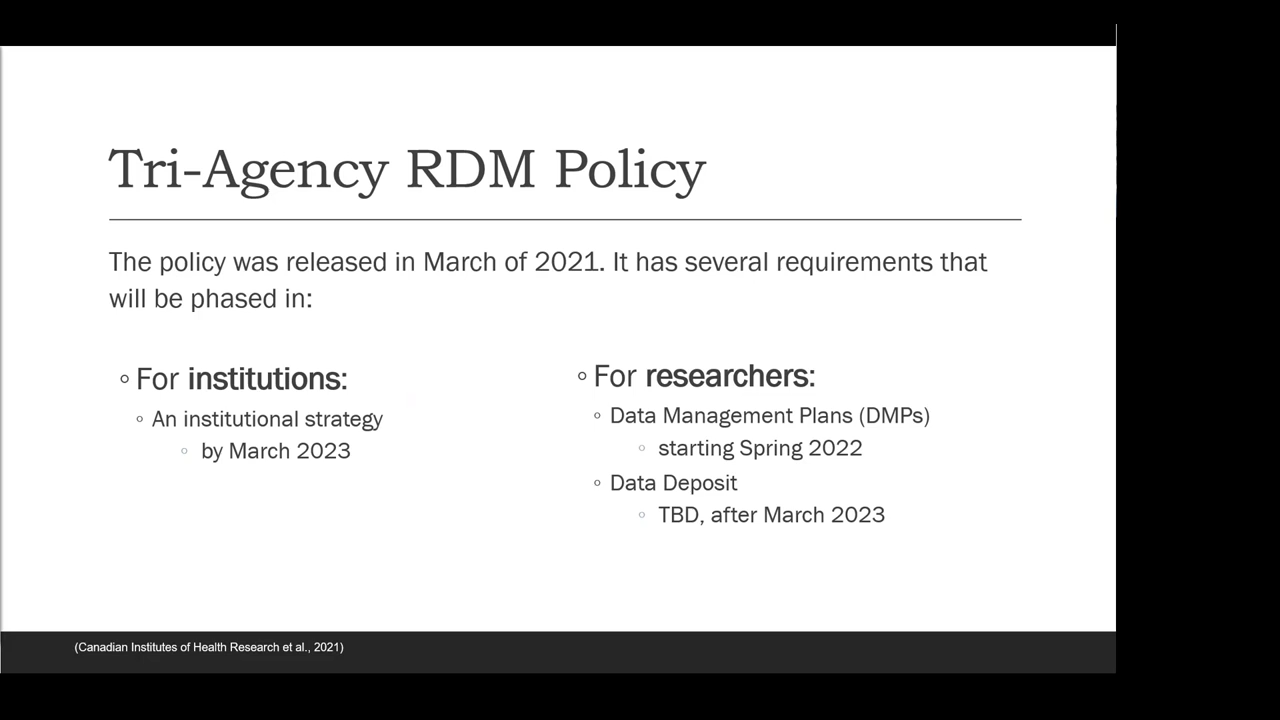 Tri-Agency RDM Policy
The policy was released in March of 2021. It has several requirements that
will be phased in:
◦ For institutions:
◦ An institutional strategy
◦ by March 2023
◦ For researchers:
◦ Data Management Plans (DMPs)
◦ starting Spring 2022
◦ Data Deposit
◦ TBD, after March 2023
(Canadian Institutes of Health Research et al., 2021)